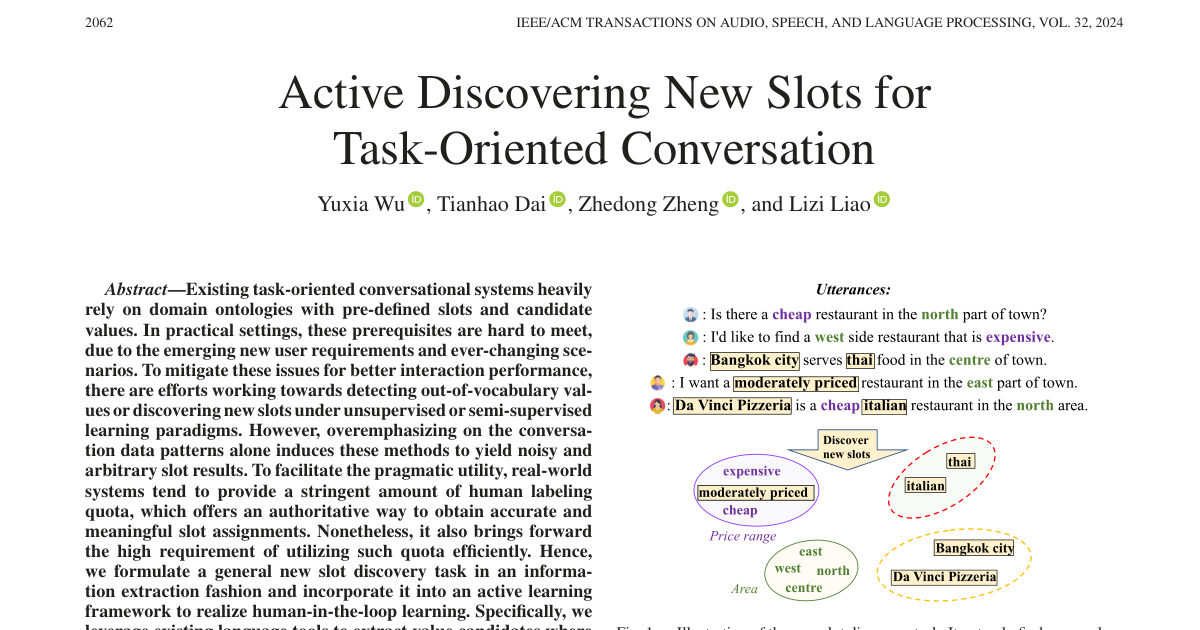 2062
IEEE/ACM TRANSACTIONS ON AUDIO, SPEECH, AND LANGUAGE PROCESSING, VOL. 32, 2024
Active Discovering New Slots for
Task-Oriented Conversation
Yuxia Wu, Tianhao Dai, Zhedong Zheng, and Lizi Liao
Abstract—Existing task-oriented conversational systems heavily
rely on domain ontologies with pre-defined slots and candidate
values. In practical settings, these prerequisites are hard to meet,
due to the emerging new user requirements and ever-changing sce-
narios. To mitigate these issues for better interaction performance,
there are efforts working towards detecting out-of-vocabulary val-
ues or discovering new slots under unsupervised or semi-supervised
learning paradigms. However, overemphasizing on the conversa-
tion data patterns alone induces these methods to yield noisy and
arbitrary slot results. To facilitate the pragmatic utility, real-world
systems tend to provide a stringent amount of human labeling
quota, which offers an authoritative way to obtain accurate and
meaningful slot assignments. Nonetheless, it also brings forward
the high requirement of utilizing such quota efficiently. Hence,
we formulate a general new slot discovery task in an informa-
tion extraction fashion and incorporate it into an active learning
framework to realize human-in-the-loop learning. Specifically, we
Utterances:
: Is there a cheap restaurant in the north part of town?
: I'd like to find a west side restaurant that is expensive.
: Bangkok city serves thai food in the centre of town.
: I want a moderately priced restaurant in the east part of town.
: Da Vinci Pizzeria is a cheap italian restaurant in the north area.
Discover
new slots
expensive
moderately priced
cheap
Price range
thai
italian
east
west north
centre
Area
Bangkok city
Da Vinci Pizzeria